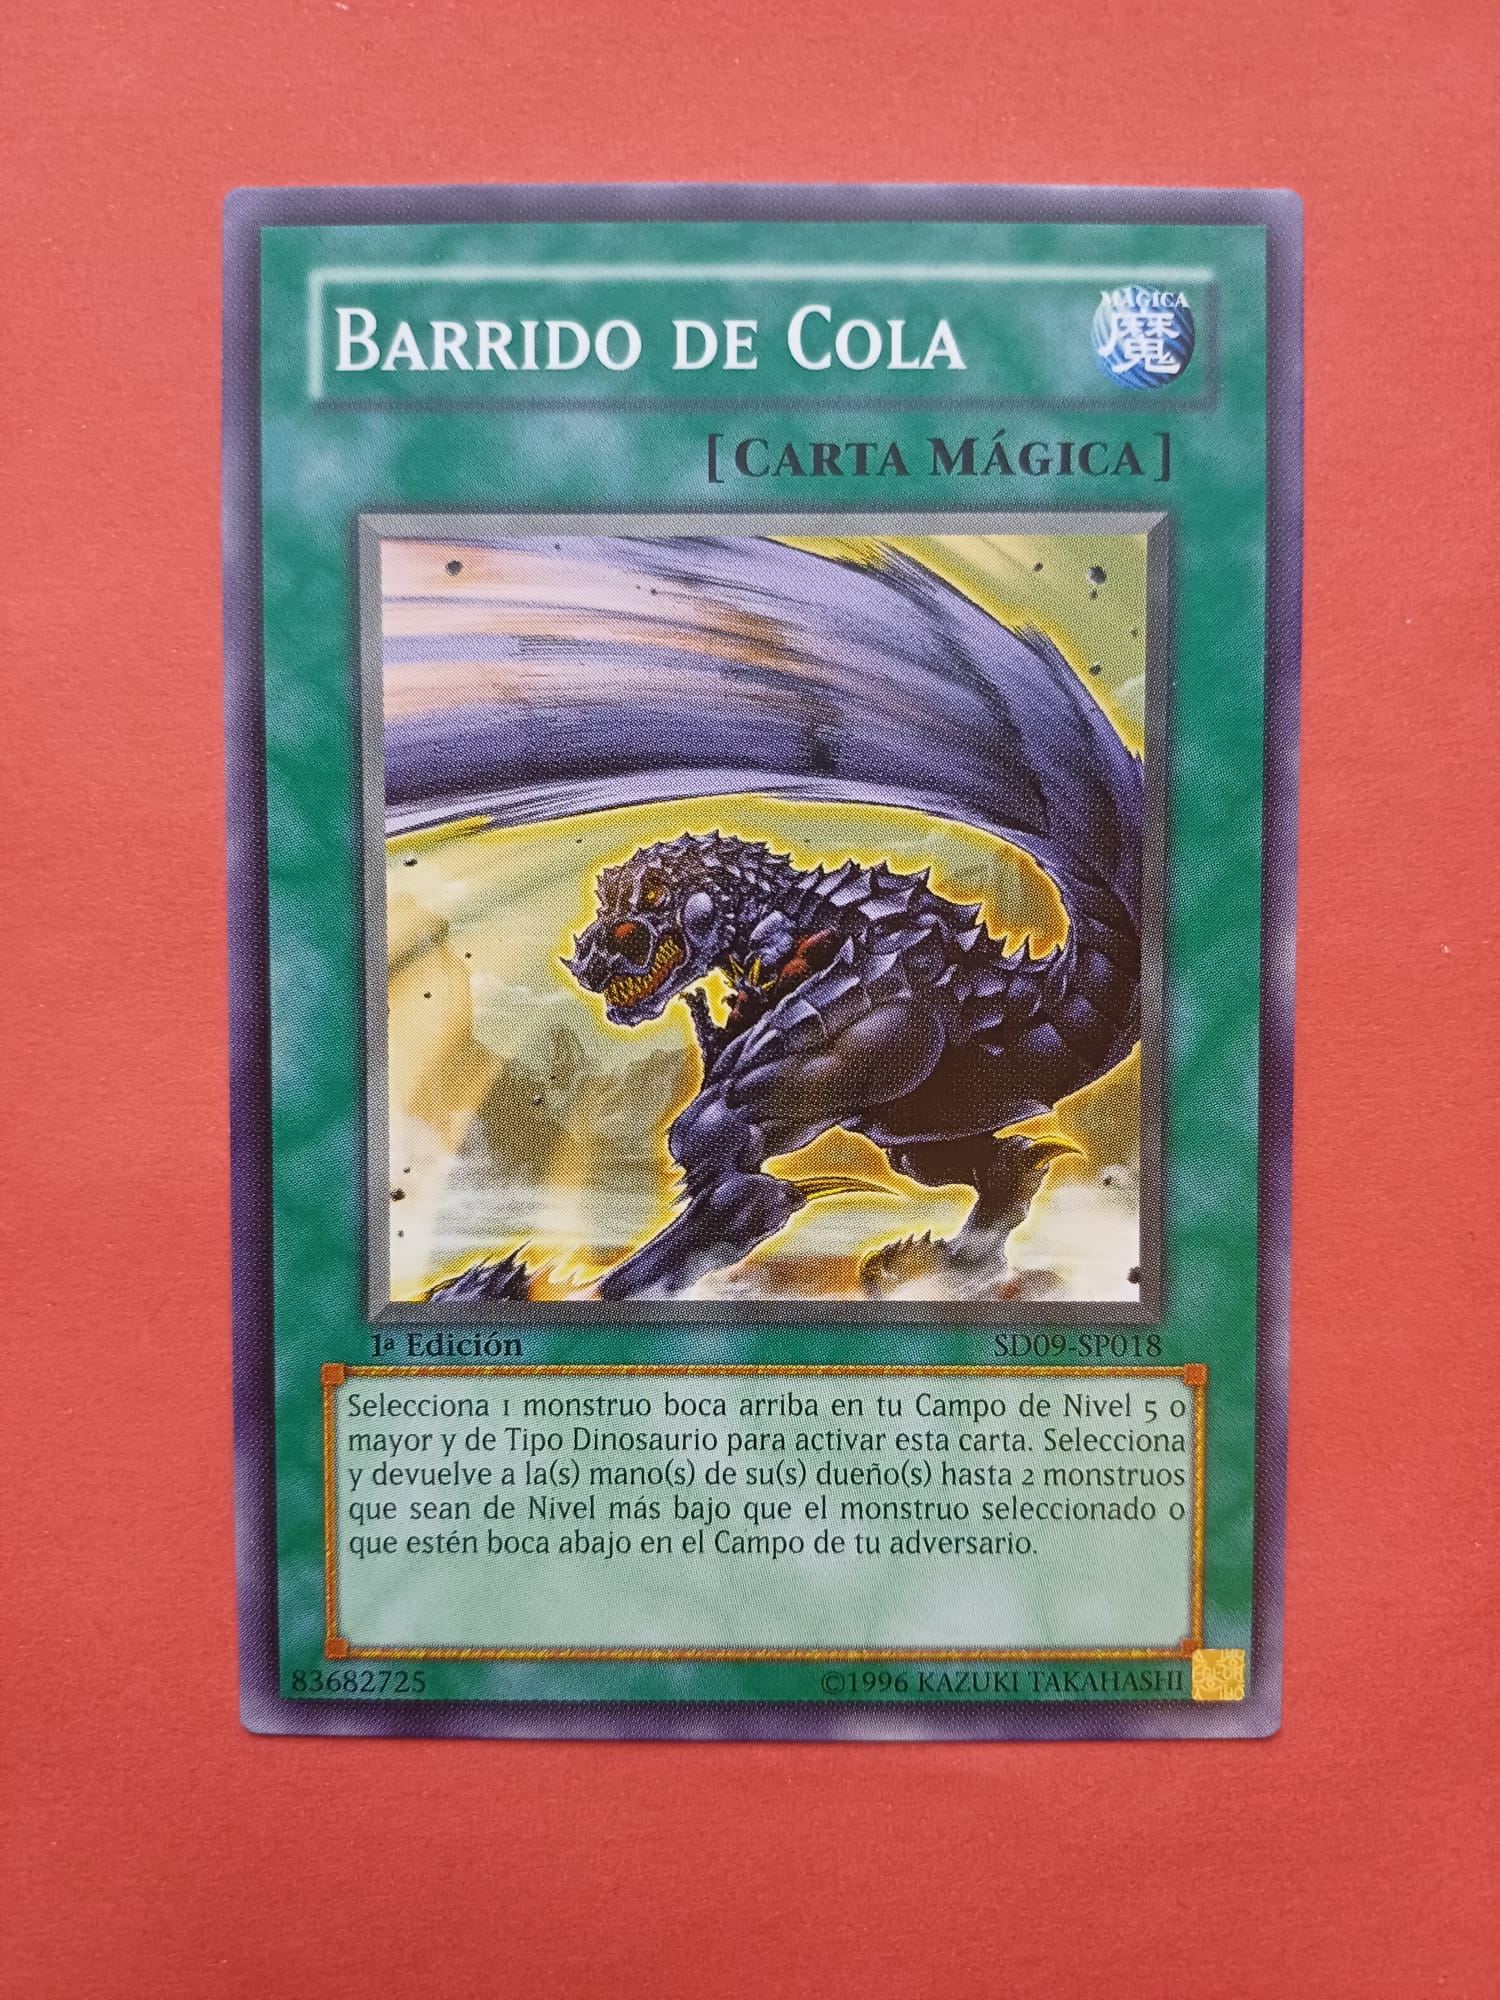 BARRIDO DE COLA
MÁGICA
魔
[CARTA MÁGICA]
1ª Edición
SD09-SP018
Selecciona 1 monstruo boca arriba en tu Campo de Nivel 5 o
mayor y de Tipo Dinosaurio para activar esta carta. Selecciona
y devuelve a la(s) mano(s) de su(s) dueño(s) hasta 2 monstruos
que sean de Nivel más bajo que el monstruo seleccionado o
que estén boca abajo en el Campo de tu adversario.
83682725
©1996 KAZUKI TAKAHASHI